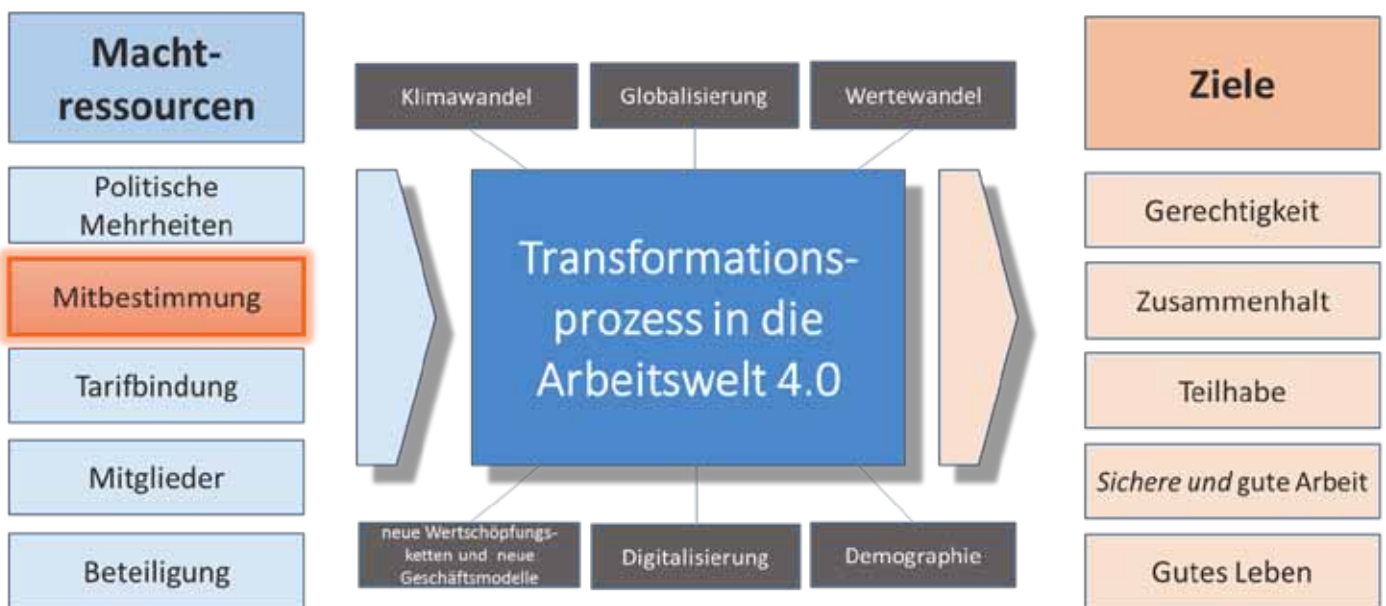 Macht-
ressourcen
Politische
Mehrheiten
Mitbestimmung
Tarifbindung
Mitglieder
Beteiligung
Klimawandel
Globalisierung
Wertewandel
Transformations-
prozess in die
Arbeitswelt 4.0
neue Wertschöpfungs-
ketten und neue
Geschäftsmodelle
Digitalisierung
Demographie
Ziele
Gerechtigkeit
Zusammenhalt
Teilhabe
Sichere und gute Arbeit
Gutes Leben